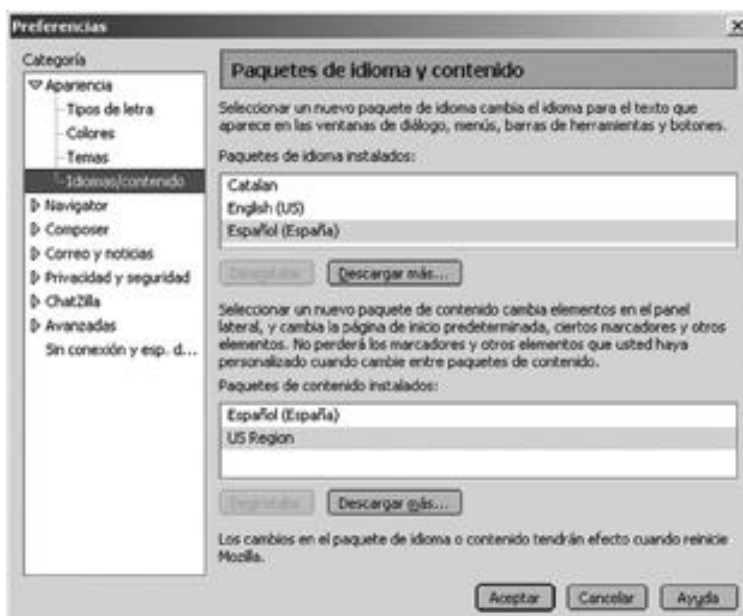 Preferencias
Categoría
Apariencia
Tipos de letra
Colores
Temas
Idiomas/contenido
Navigator
Composer
Correo y noticias
Privacidad y seguridad
ChatZilla
Avanzadas
Sin conexión y esp. d...
Paquetes de idioma y contenido
Seleccionar un nuevo paquete de idioma cambia el idioma para el texto que
aparece en las ventanas de diálogo, menús, barras de herramientas y botones.
Paquetes de idioma instalados:
Catalan
English (US)
Español (España)
Descargar más...
Seleccionar un nuevo paquete de contenido cambia elementos en el panel
lateral, y cambia la página de inicio predeterminada, ciertos marcadores y otros
elementos. No perderá los marcadores y otros elementos que usted haya
personalizado cuando cambie entre paquetes de contenido.
Paquetes de contenido instalados:
Español (España)
US Region
Descargar más...
Los cambios en el paquete de idioma o contenido tendrán efecto cuando reinicie
Mozilla.
Aceptar
Cancelar
Ayuda